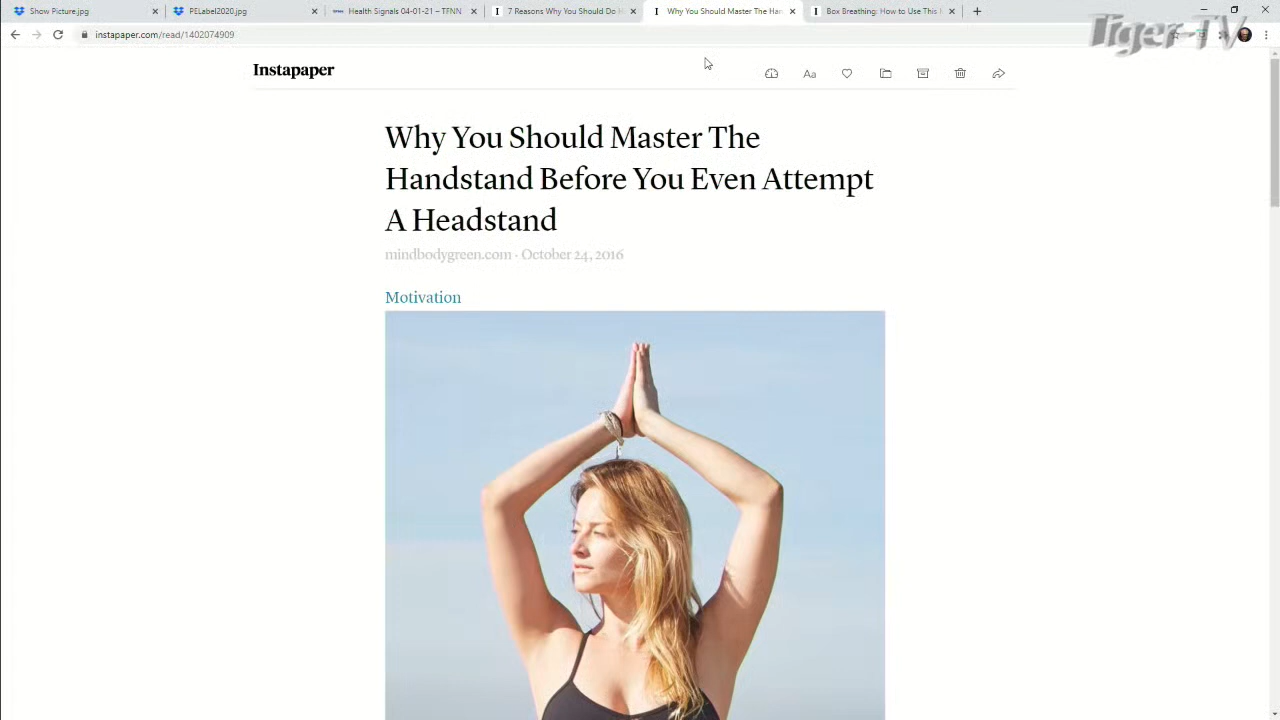 Show Picture.jpg
PELabel2020.jpg
Health Signals 04-01-21 – TFNN
7 Reasons Why You Should Do H
Why You Should Master The Han
Box Breathing: How to Use This
Tiger TV
instapaper.com/read/1402074909
Instapaper
Aa
Why You Should Master The
Handstand Before You Even Attempt
A Headstand
mindbodygreen.com · October 24, 2016
Motivation